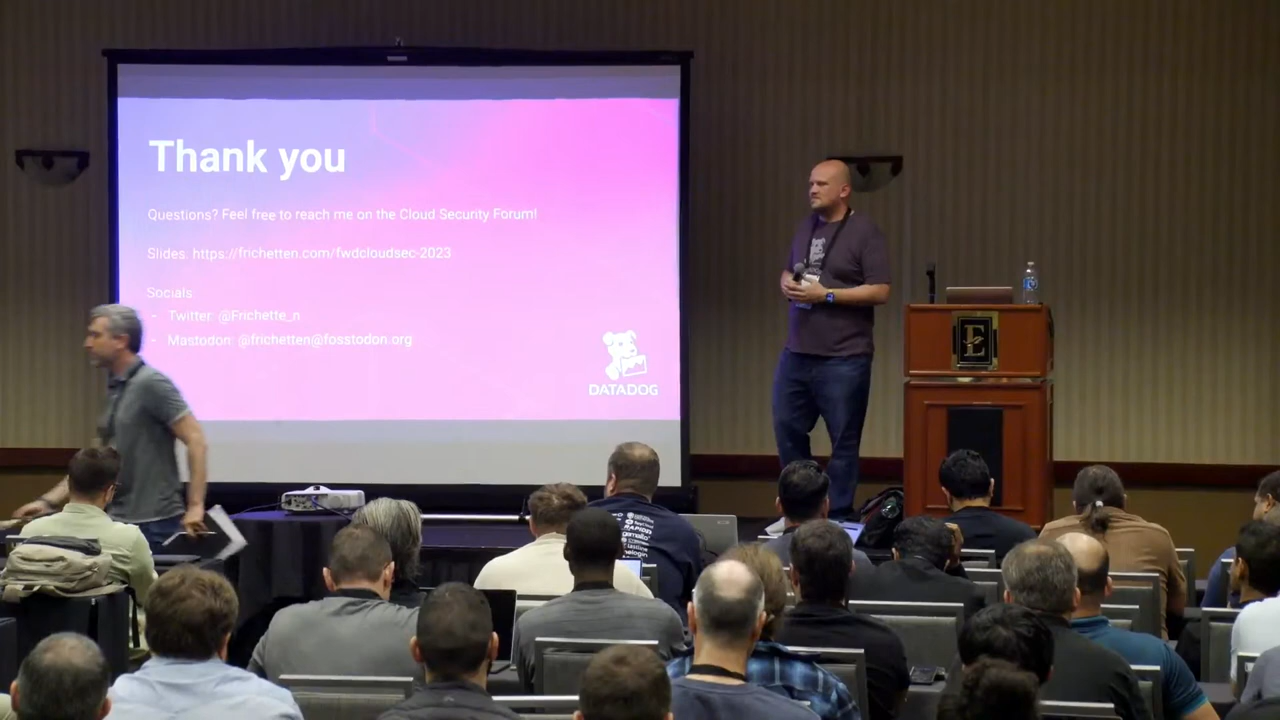 Thank you
Questions? Feel free to reach me on the Cloud Security Forum!
Slides: https://frichetten.com/fwdcloudsec-2023
Socials:
- Twitter: @Frichette_n
- Mastodon: @frichetten@fosstodon.org
DATADOG
E
RAPID7